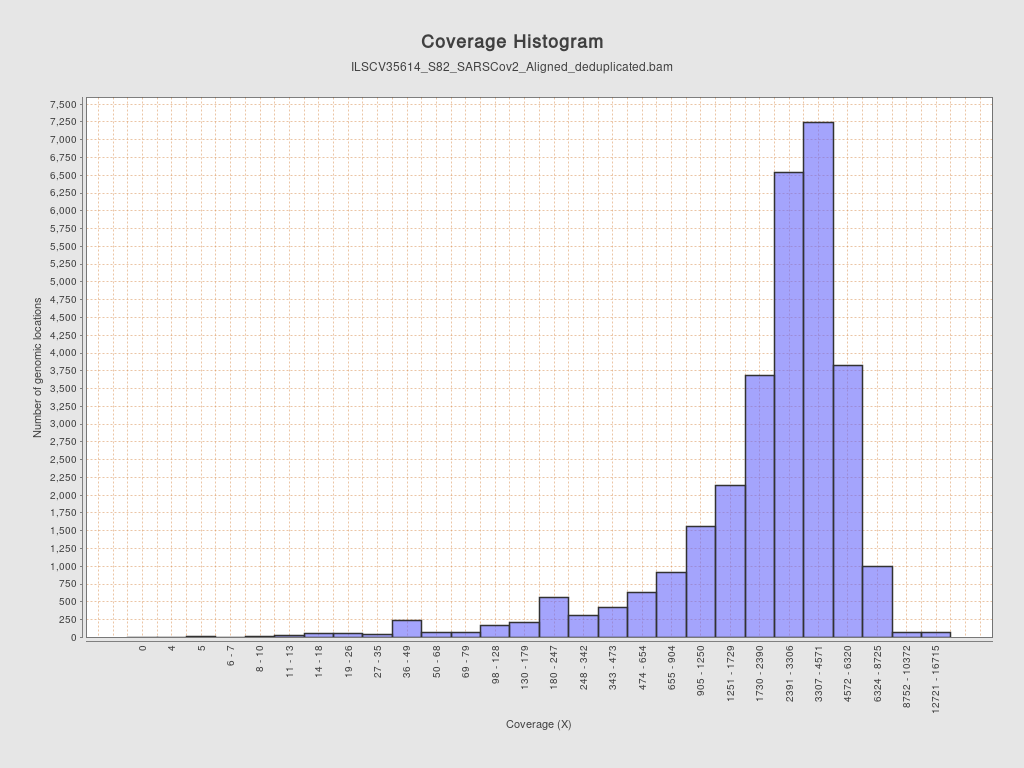 Coverage Histogram
ILSCV35614_S82_SARSCov2_Aligned_deduplicated.bam
Number of genomic locations
7,500
7,250
7,000
6,750
6,500
6,250
6,000
5,750
5,500
5,250
5,000
4,750
4,500
4,250
4,000
3,750
3,500
3,250
3,000
2,750
2,500
2,250
2,000
1,750
1,500
1,250
1,000
750
500
250
0
0
4
5
6 - 7
8 - 10
11 - 13
14 - 18
19 - 26
27 - 35
36 - 49
50 - 68
69 - 79
98 - 128
130 - 179
180 - 247
248 - 342
343 - 473
474 - 654
655 - 904
905 - 1250
1251 - 1729
1730 - 2390
2391 - 3306
3307 - 4571
4572 - 6320
6324 - 8725
8752 - 10372
12721 - 16715
Coverage (X)